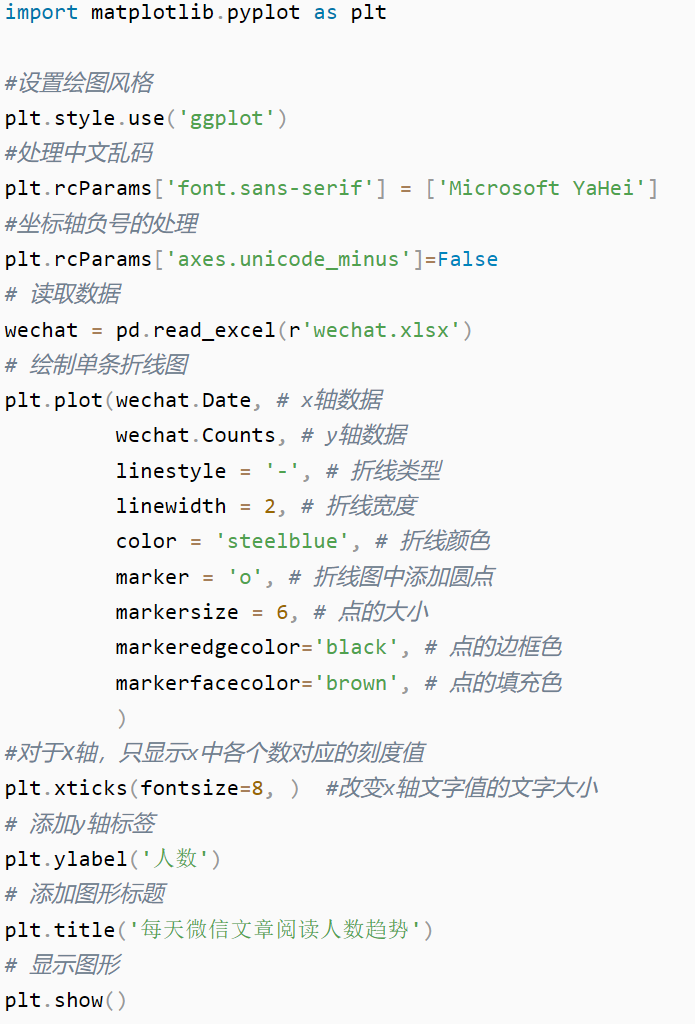 import matplotlib.pyplot as plt
#设置绘图风格
plt.style.use('ggplot')
#处理中文乱码
plt.rcParams['font.sans-serif'] = ['Microsoft YaHei']
#坐标轴负号的处理
plt.rcParams['axes.unicode_minus']=False
# 读取数据
wechat = pd.read_excel(r'wechat.xlsx')
# 绘制单条折线图
plt.plot(wechat.Date, # x轴数据
         wechat.Counts, # y轴数据
         linestyle = '-', # 折线类型
         linewidth = 2, # 折线宽度
         color = 'steelblue', # 折线颜色
         marker = 'o', # 折线图中添加圆点
         markersize = 6, # 点的大小
         markeredgecolor='black', # 点的边框色
         markerfacecolor='brown', # 点的填充色
         )
#对于X轴，只显示x中各个数对应的刻度值
plt.xticks(fontsize=8, )  #改变x轴文字值的文字大小
# 添加y轴标签
plt.ylabel('人数')
# 添加图形标题
plt.title('每天微信文章阅读人数趋势')
# 显示图形
plt.show()